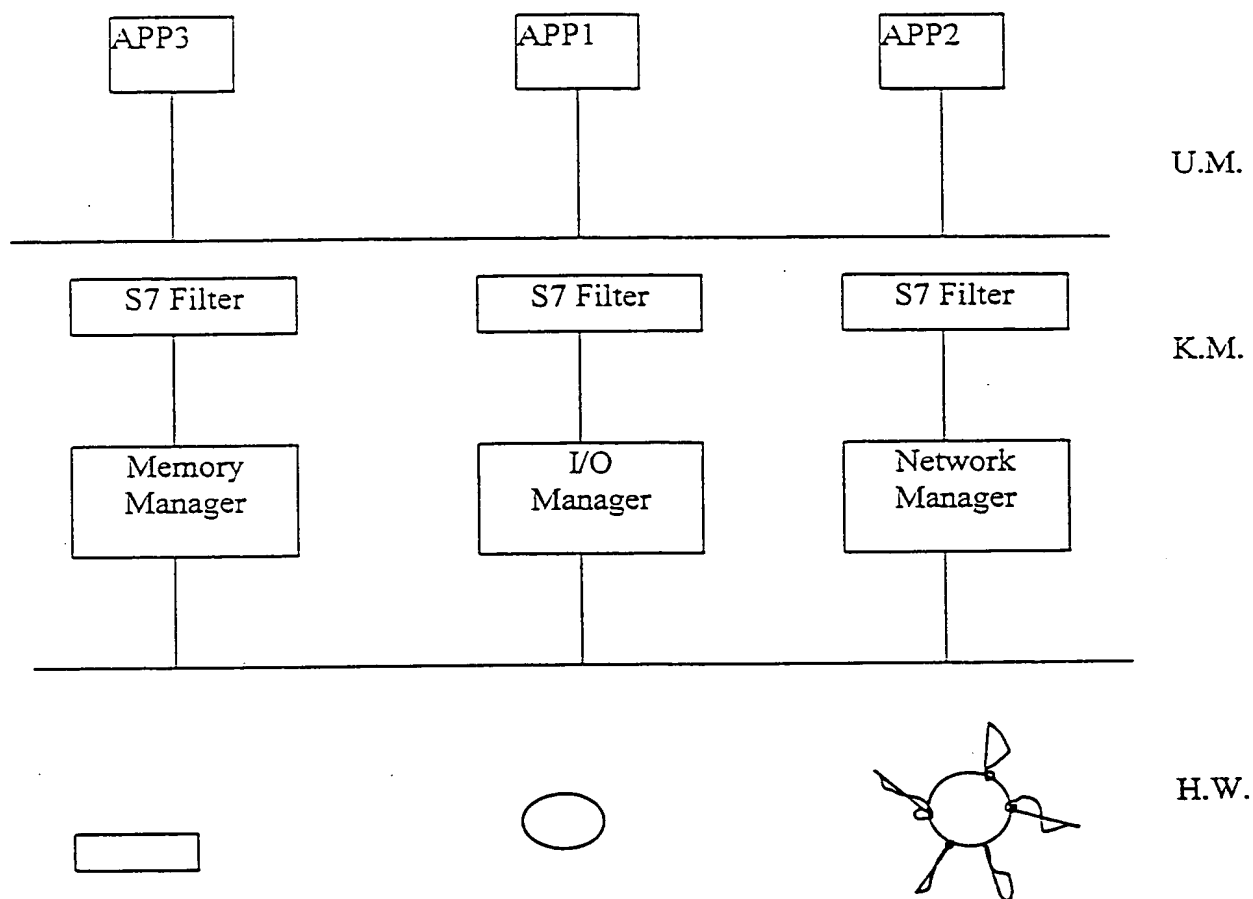 APP3
APP1
APP2
U.M.
S7 Filter
S7 Filter
S7 Filter
K.M.
Memory
Manager
I/O
Manager
Network
Manager
H.W.